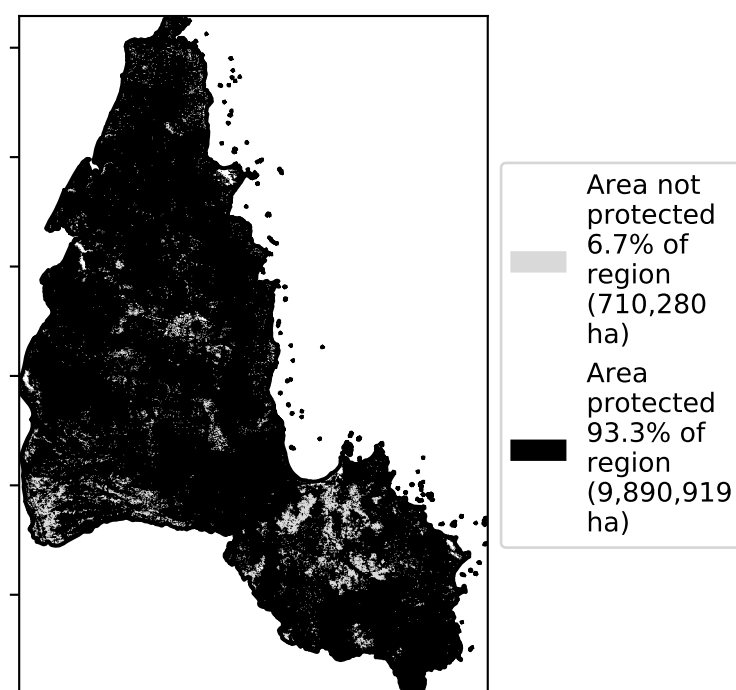 Area not
protected
6.7% of
region
(710,280
ha)
Area
protected
93.3% of
region
(9,890,919
ha)